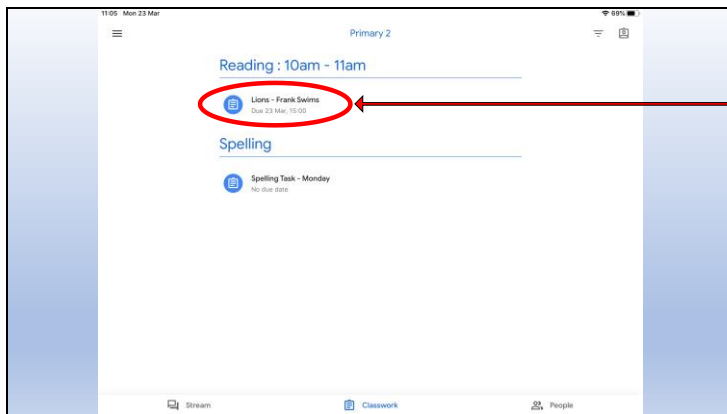 11:05 Mon 23 Mar
69%
Primary 2
Reading : 10am - 11am
Lions - Frank Swims
Due 23 Mar, 15:00
Spelling
Spelling Task - Monday
No due date
Stream
Classwork
People